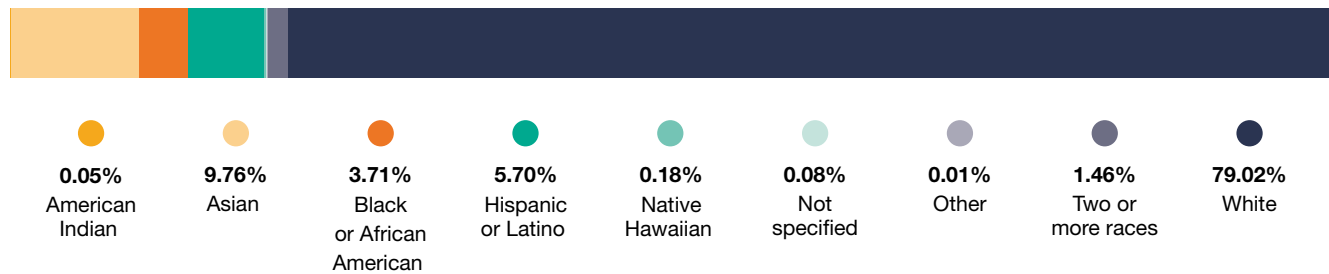 0.05%
American
Indian
9.76%
Asian
3.71%
Black
or African
American
5.70%
Hispanic
or Latino
0.18%
Native
Hawaiian
0.08%
Not
specified
0.01%
Other
1.46%
Two or
more races
79.02%
White